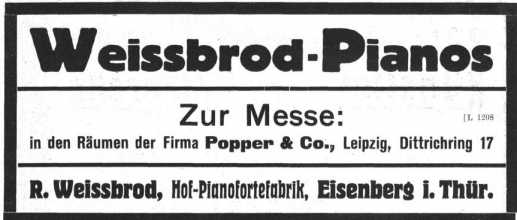 Weissbrod-Pianos
Zur Messe:
[L 1208
in den Räumen der Firma Popper & Co., Leipzig, Dittrichring 17
R. Weissbrod, Hof-Pianofortefabrik, Eisenberg i. Thür.